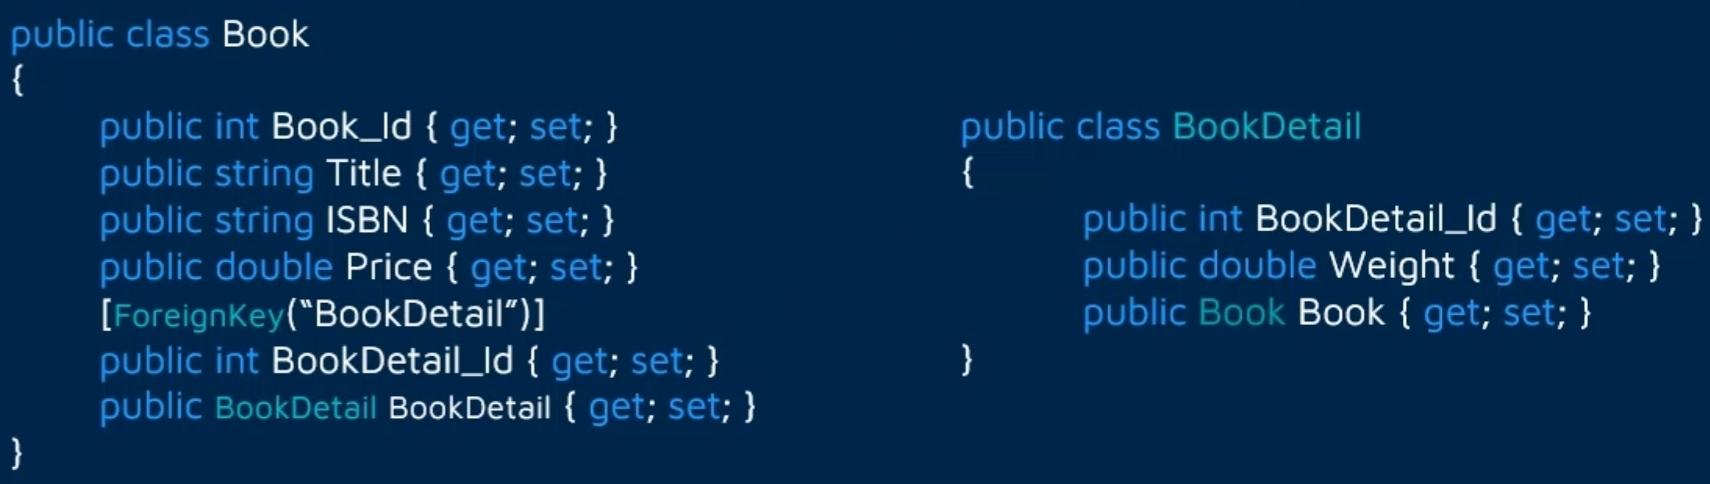 public class Book
{
public int Book_Id { get; set; }
public string Title { get; set; }
public string ISBN { get; set; }
public double Price { get; set; }
[ForeignKey(“BookDetail”)]
public int BookDetail_Id { get; set; }
public BookDetail BookDetail { get; set; }
}
public class BookDetail
{
public int BookDetail_Id { get; set; }
public double Weight { get; set; }
public Book Book { get; set; }
}